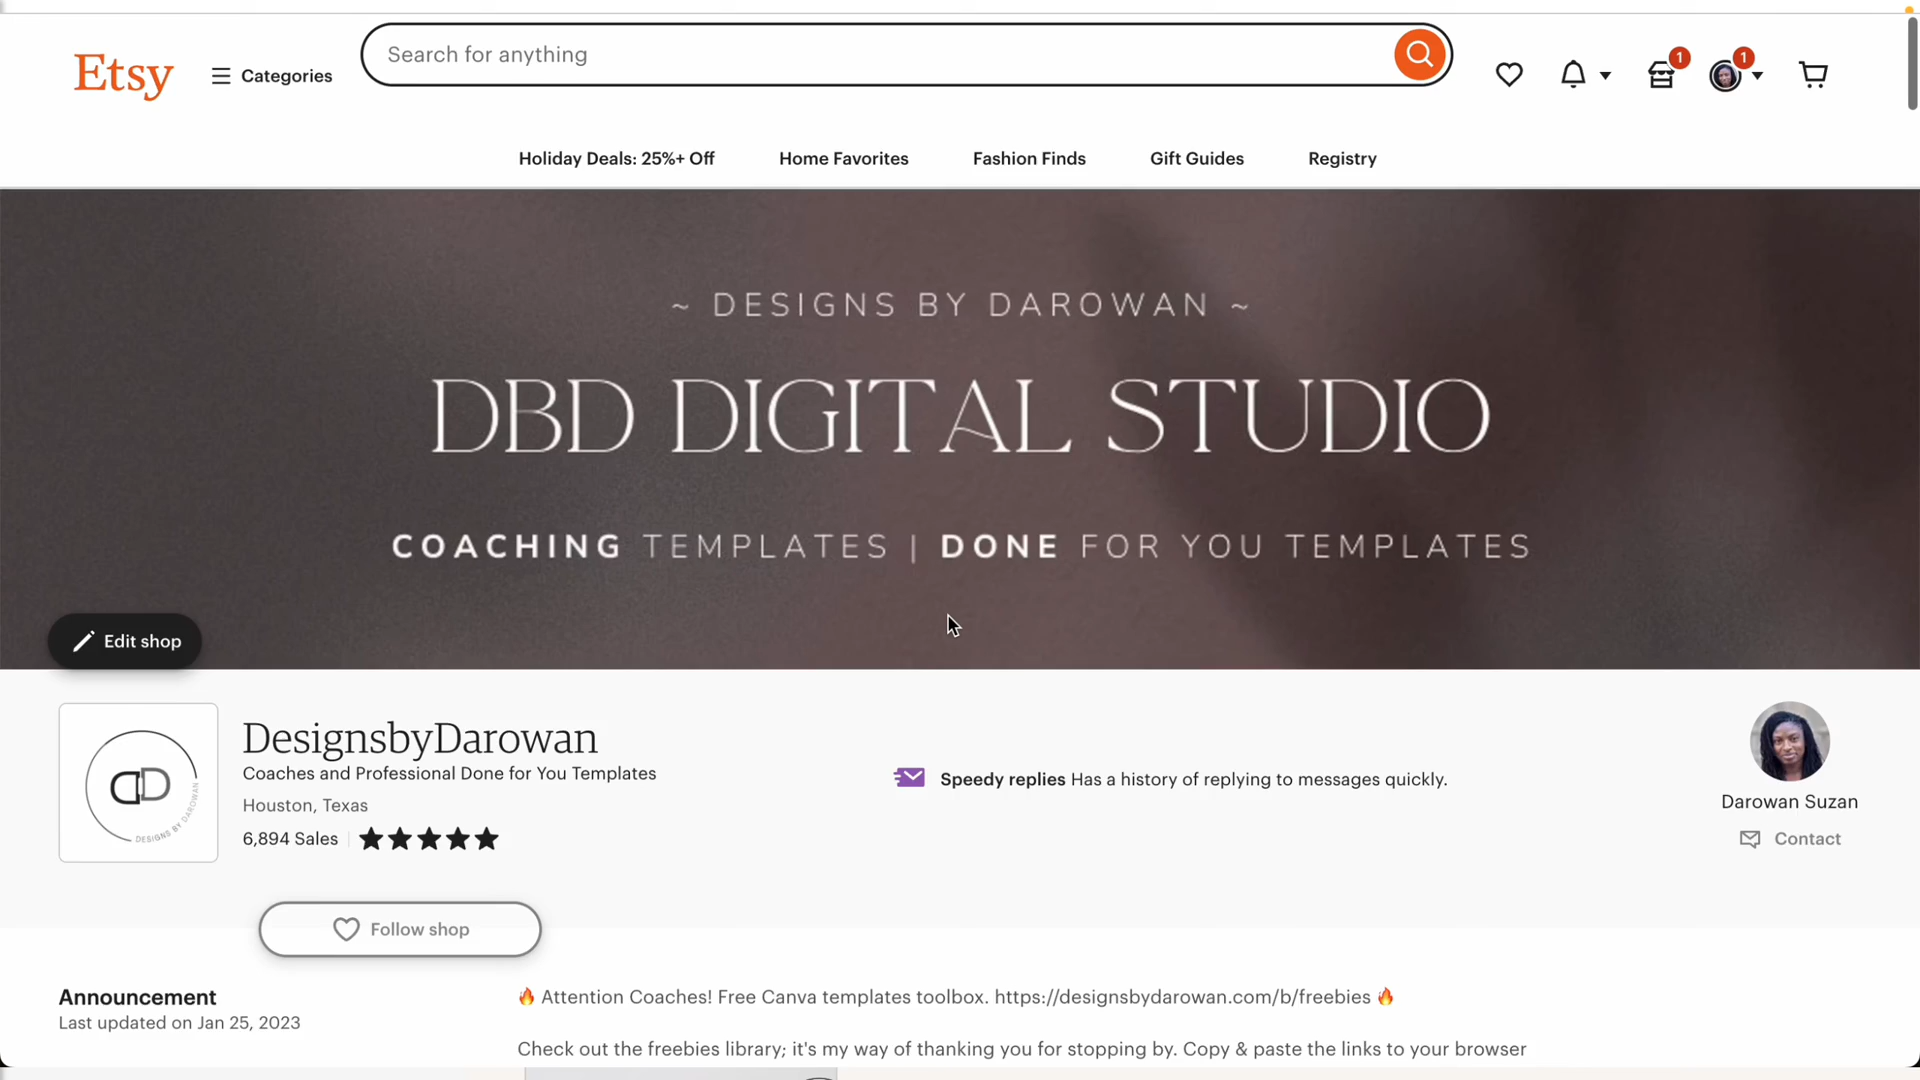 Etsy
Categories
Search for anything
1
1
Holiday Deals: 25%+ Off
Home Favorites
Fashion Finds
Gift Guides
Registry
~ DESIGNS BY DAROWAN ~
DBD DIGITAL STUDIO
COACHING TEMPLATES | DONE FOR YOU TEMPLATES
Edit shop
DD
DESIGNS BY DAROWAN
DesignsbyDarowan
Coaches and Professional Done for You Templates
Houston, Texas
6,894 Sales
Speedy replies Has a history of replying to messages quickly.
Darowan Suzan
Contact
Follow shop
Announcement
Last updated on Jan 25, 2023
🔥 Attention Coaches! Free Canva templates toolbox. https://designsbydarowan.com/b/freebies 🔥
Check out the freebies library; it's my way of thanking you for stopping by. Copy & paste the links to your browser